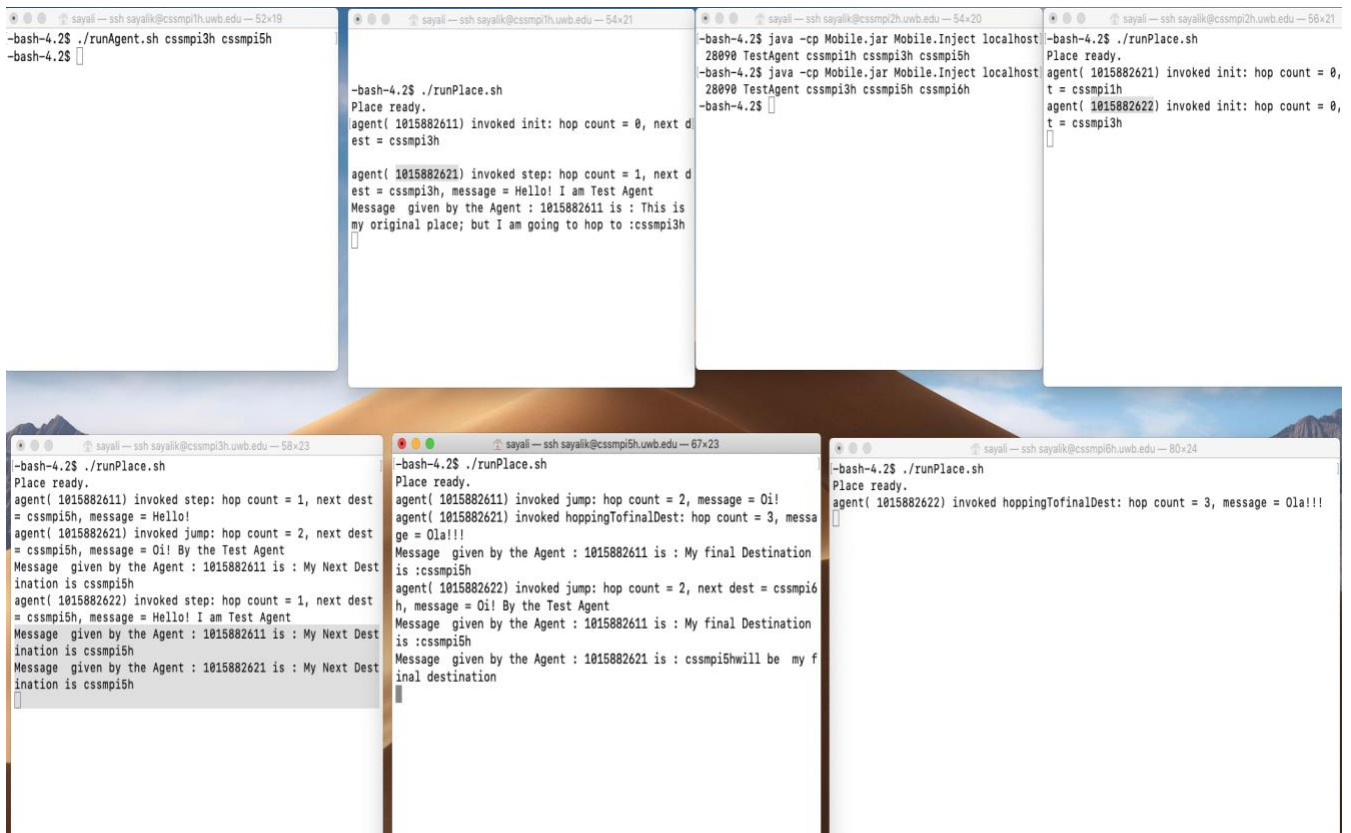 sayali — ssh sayalik@cssmpi1h.uwb.edu — 52×19
-bash-4.2$ ./runAgent.sh cssmpi3h cssmpi5h
-bash-4.2$
sayali — ssh sayalik@cssmpi1h.uwb.edu — 54×21
-bash-4.2$ ./runPlace.sh
Place ready.
agent( 1015882611) invoked init: hop count = 0, next d
est = cssmpi3h
agent( 1015882621) invoked step: hop count = 1, next d
est = cssmpi3h, message = Hello! I am Test Agent
Message  given by the Agent : 1015882611 is : This is
my original place; but I am going to hop to :cssmpi3h
sayali — ssh sayalik@cssmpi2h.uwb.edu — 54×20
-bash-4.2$ java -cp Mobile.jar Mobile.Inject localhost
28090 TestAgent cssmpi1h cssmpi3h cssmpi5h
-bash-4.2$ java -cp Mobile.jar Mobile.Inject localhost
28090 TestAgent cssmpi3h cssmpi5h cssmpi6h
-bash-4.2$
sayali — ssh sayalik@cssmpi2h.uwb.edu — 56×21
-bash-4.2$ ./runPlace.sh
Place ready.
agent( 1015882621) invoked init: hop count = 0,
t = cssmpi1h
agent( 1015882622) invoked init: hop count = 0,
t = cssmpi3h
sayali — ssh sayalik@cssmpi3h.uwb.edu — 58×23
-bash-4.2$ ./runPlace.sh
Place ready.
agent( 1015882611) invoked step: hop count = 1, next dest
= cssmpi5h, message = Hello!
agent( 1015882621) invoked jump: hop count = 2, next dest
= cssmpi5h, message = Oi! By the Test Agent
Message  given by the Agent : 1015882611 is : My Next Dest
ination is cssmpi5h
agent( 1015882622) invoked step: hop count = 1, next dest
= cssmpi5h, message = Hello! I am Test Agent
Message  given by the Agent : 1015882611 is : My Next Dest
ination is cssmpi5h
Message  given by the Agent : 1015882621 is : My Next Dest
ination is cssmpi5h
sayali — ssh sayalik@cssmpi5h.uwb.edu — 67×23
-bash-4.2$ ./runPlace.sh
Place ready.
agent( 1015882611) invoked jump: hop count = 2, message = Oi!
agent( 1015882621) invoked hoppingTofinalDest: hop count = 3, messa
ge = Ola!!!
Message  given by the Agent : 1015882611 is : My final Destination
is :cssmpi5h
agent( 1015882622) invoked jump: hop count = 2, next dest = cssmpi6
h, message = Oi! By the Test Agent
Message  given by the Agent : 1015882611 is : My final Destination
is :cssmpi5h
Message  given by the Agent : 1015882621 is : cssmpi5hwill be  my f
inal destination
sayali — ssh sayalik@cssmpi6h.uwb.edu — 80×24
-bash-4.2$ ./runPlace.sh
Place ready.
agent( 1015882622) invoked hoppingTofinalDest: hop count = 3, message = Ola!!!